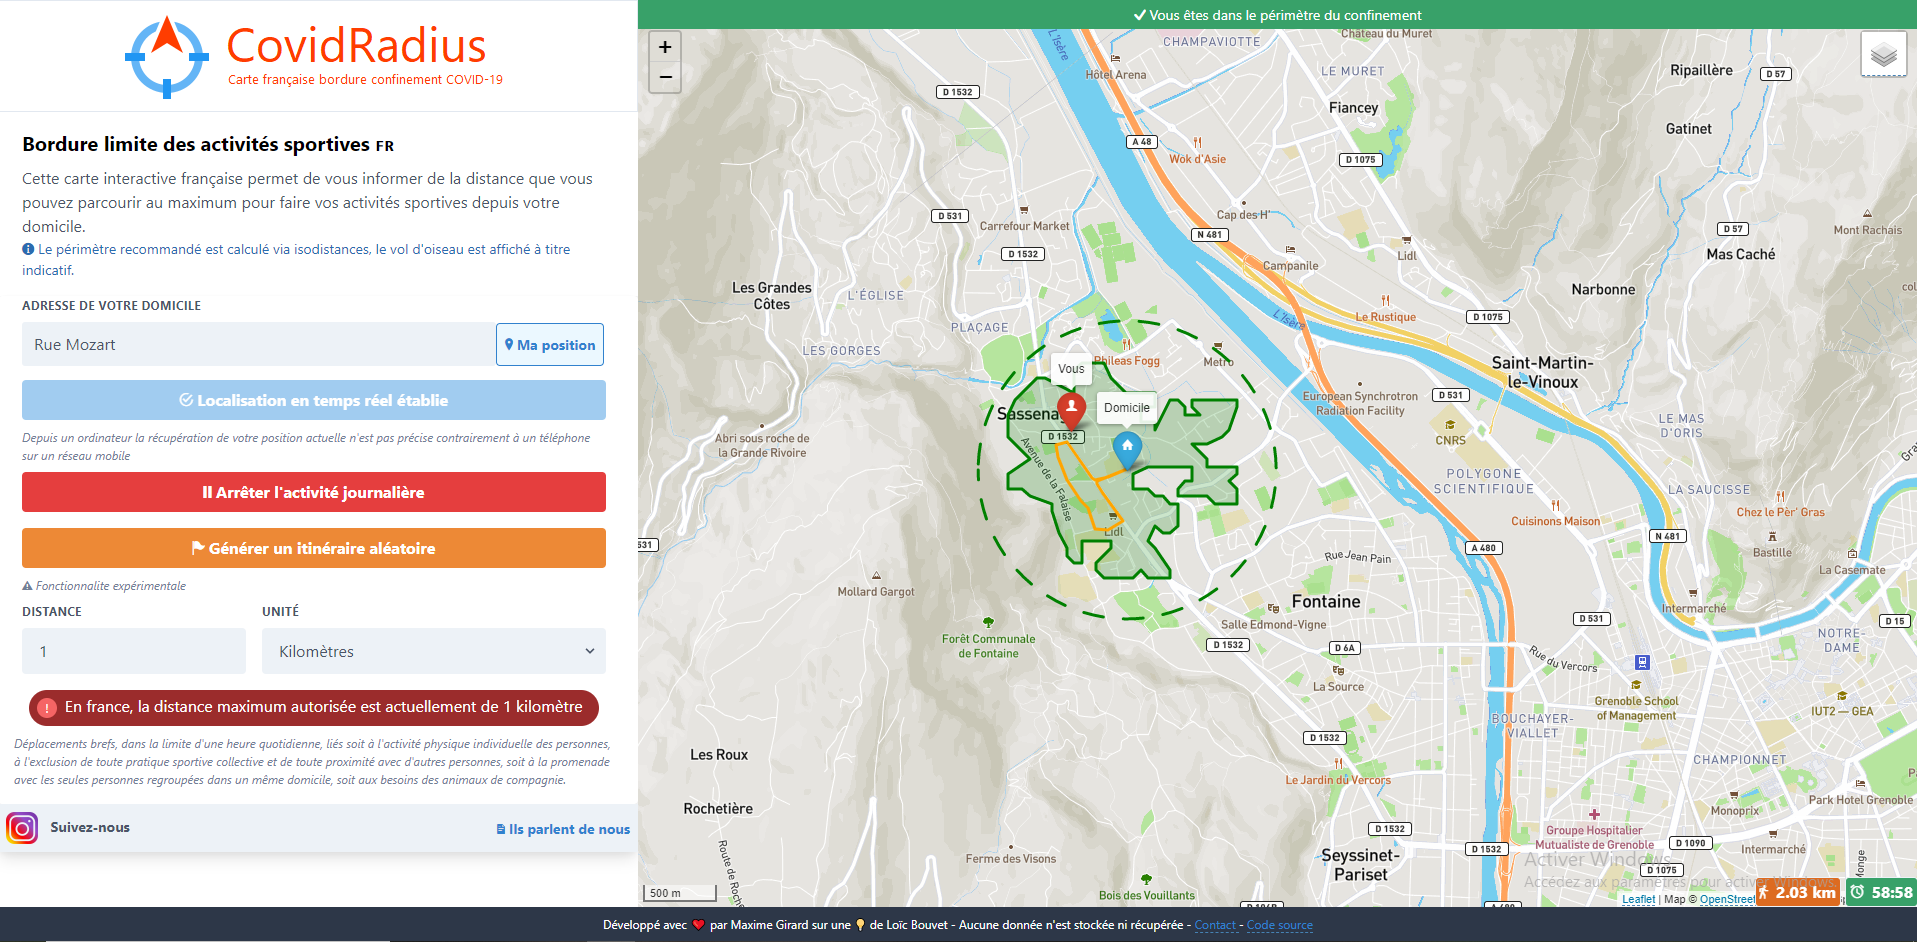 CovidRadius
Carte française bordure confinement COVID-19
Bordure limite des activités sportives FR
Cette carte interactive française permet de vous informer de la distance que vous
pouvez parcourir au maximum pour faire vos activités sportives depuis votre
domicile.
Le périmètre recommandé est calculé via isodistances, le vol d'oiseau est affiché à titre
indicatif.
ADRESSE DE VOTRE DOMICILE
Rue Mozart
Ma position
Localisation en temps réel établie
Depuis un ordinateur la récupération de votre position actuelle n'est pas précise contrairement à un téléphone
sur un réseau mobile
Arrêter l'activité journalière
Générer un itinéraire aléatoire
Fonctionnalite expérimentale
DISTANCE
UNITÉ
1
Kilomètres
En france, la distance maximum autorisée est actuellement de 1 kilomètre
Déplacements brefs, dans la limite d'une heure quotidienne, liés soit à l'activité physique individuelle des personnes,
à l'exclusion de toute pratique sportive collective et de toute proximité avec d'autres personnes, soit à la promenade
avec les seules personnes regroupées dans un même domicile, soit aux besoins des animaux de compagnie.
Suivez-nous
Ils parlent de nous
Vous êtes dans le périmètre du confinement
+
−
L'Isère
CHAMPAVIOTTE
Château du Muret
Hôtel Arena
LE MURET
Ripaillère
D 57
D 1532
Fiancey
Gatinet
A 48
Wok d'Asie
D 1075
D 531
Carrefour Market
Cap des H'
N 481
D 57
Mont Rachais
D 1532
Campanile
Lidl
Mas Caché
Les Grandes
Côtes
L'ÉGLISE
Narbonne
col
PLAÇAGE
L'Isère
Le Rustique
D 1075
LES GORGES
Phileas Fogg
Metro
Vous
Saint-Martin-
le-Vinoux
Domicile
European Synchrotron
Radiation Facility
D 531
Sassenag
D 1532
Abri sous roche de
la Grande Rivoire
CNRS
LE MAS
D'ORIS
Avenue de la Falaise
POLYGONE
SCIENTIFIQUE
LA SAUCISSE
Chez le Pèr' Gras
Lidl
Cuisinons Maison
531
Rue Jean Pain
A 480
N 481
Bastille
La Casemate
Mollard Gargot
Fontaine
Salle Edmond-Vigne
Intermarché
D 531
D 15
Forêt Communale
de Fontaine
D 1532
D 6A
Rue du Vercors
NOTRE-
DAME
La Source
Grenoble School
of Management
IUT2 — GEA
BOUCHAYER-
VIALLET
D 1532
Les Roux
CHAMPIONNET
Le Jardin du Vercors
Rochetière
Monoprix
Park Hotel Grenoble
D 1532
Groupe Hospitalier
Mutualiste de Grenoble
D 1090
Intermarché
D 1532
Ferme des Visons
Seyssinet-
Pariset
Activer Windows
D 1075
Bois des Vouillants
500 m
2.03 km
58:58
Leaflet | Map © OpenStreet
Développé avec ❤️ par Maxime Girard sur une 💡 de Loïc Bouvet - Aucune donnée n'est stockée ni récupérée - Contact - Code source